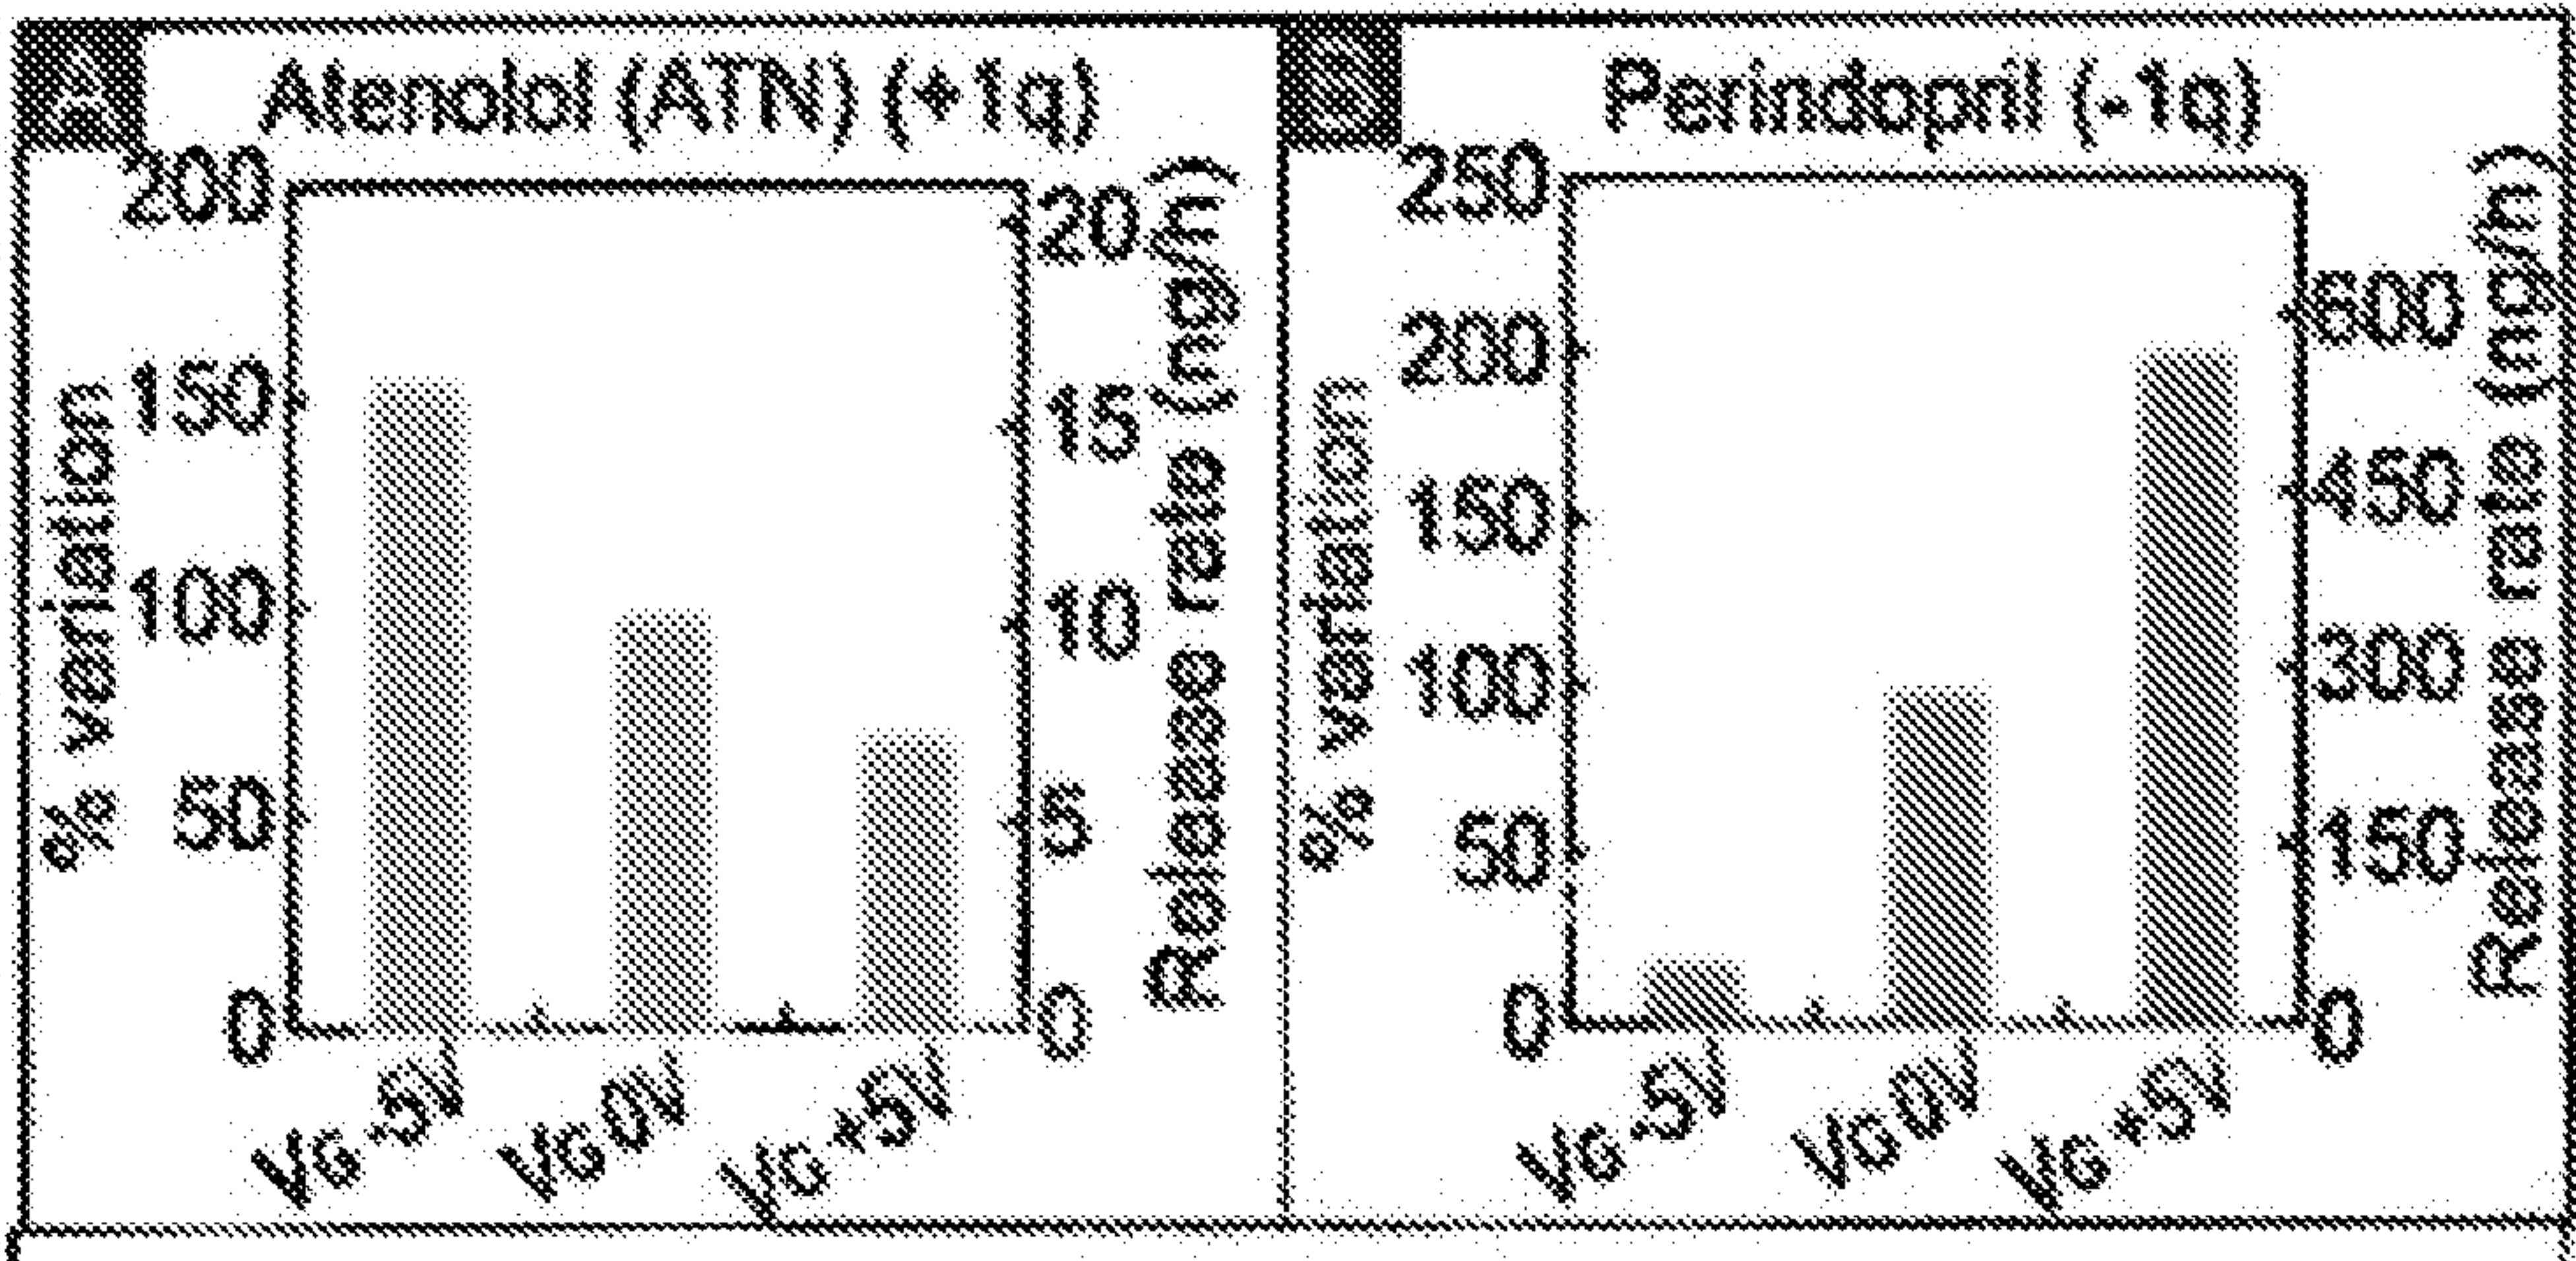 Atenolol (ATN) (+1q)
200
150
100
50
0
% variation
20
15
10
5
0
Release rate (ng/h)
VG -5V
VG 0V
VG +5V
Perindopril (-1q)
250
200
150
100
50
0
% variation
600
450
300
150
0
Release rate (ng/h)
VG -5V
VG 0V
VG +5V